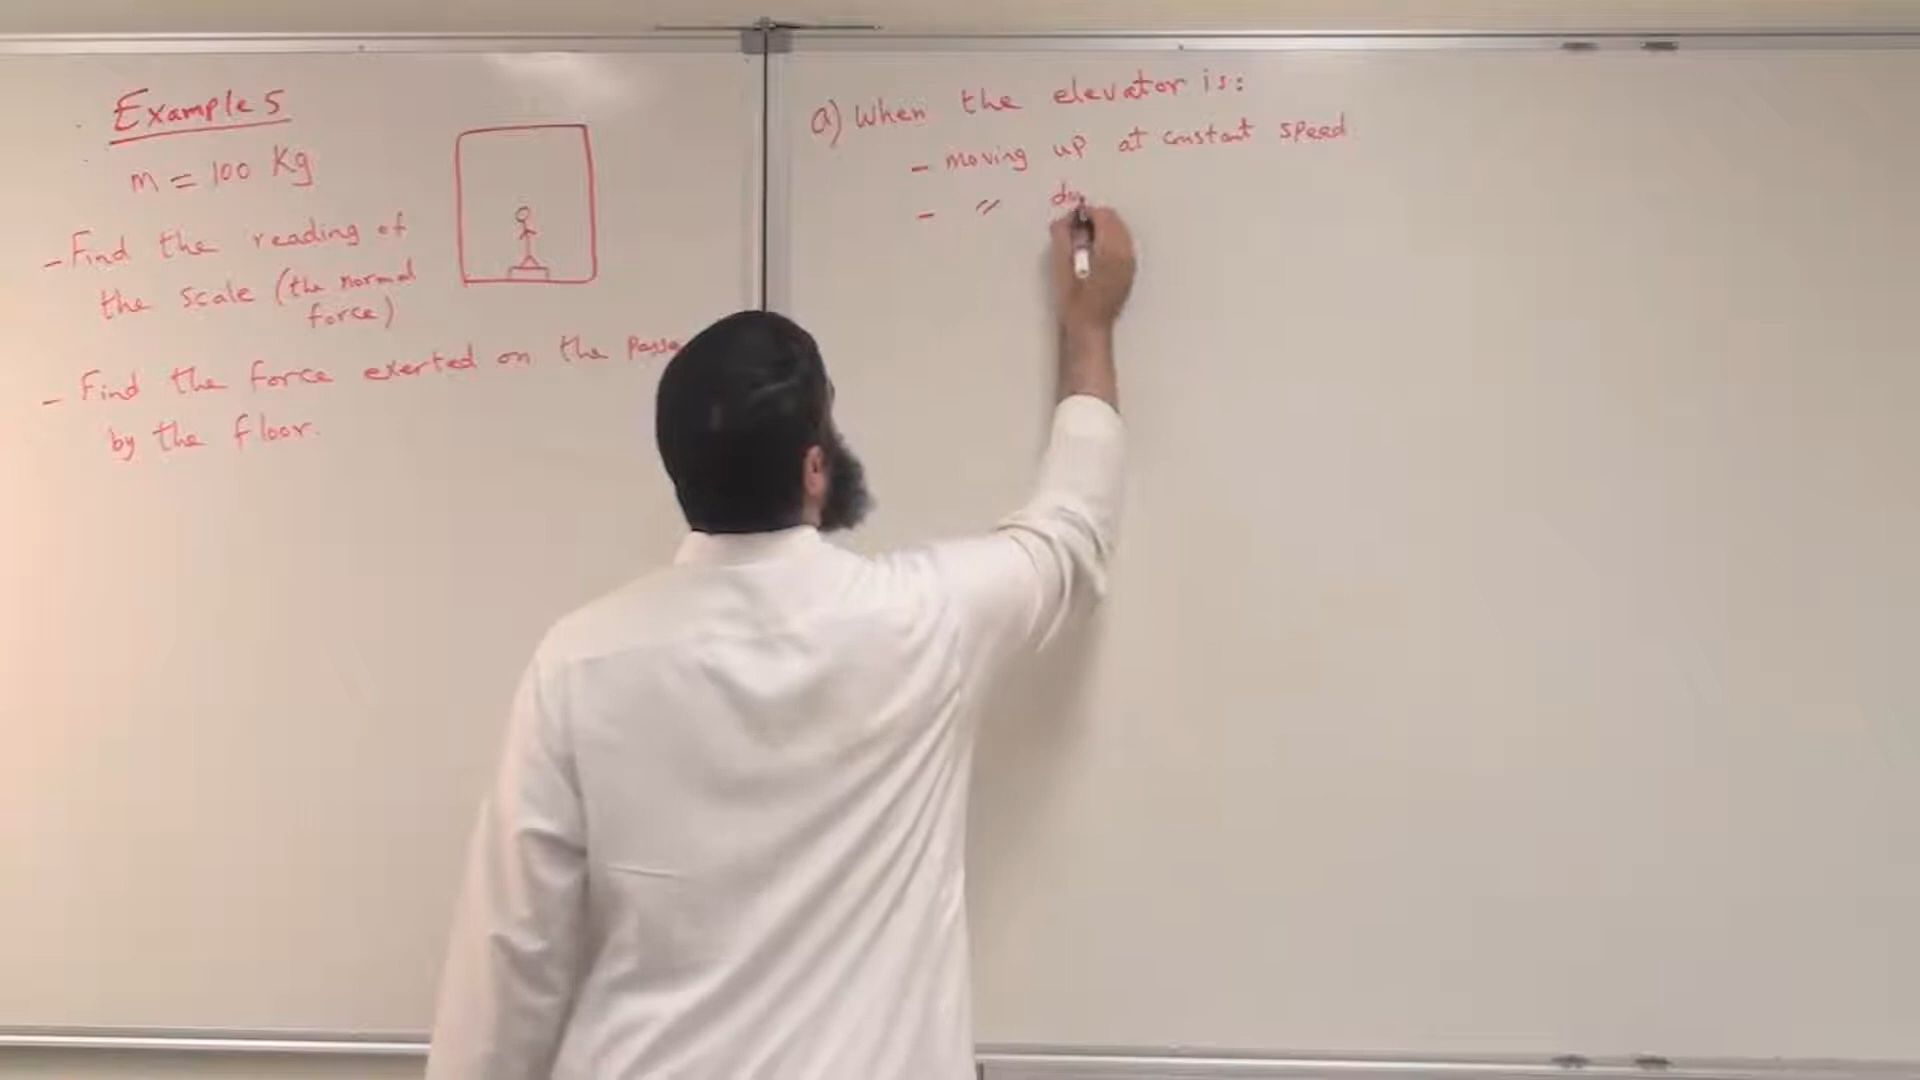 Example 5
m = 100 Kg
- Find the reading of
the scale (the normal
force)
- Find the force exerted on the
by the floor.
a) When the elevator is:
- moving up at constant speed
- 〃